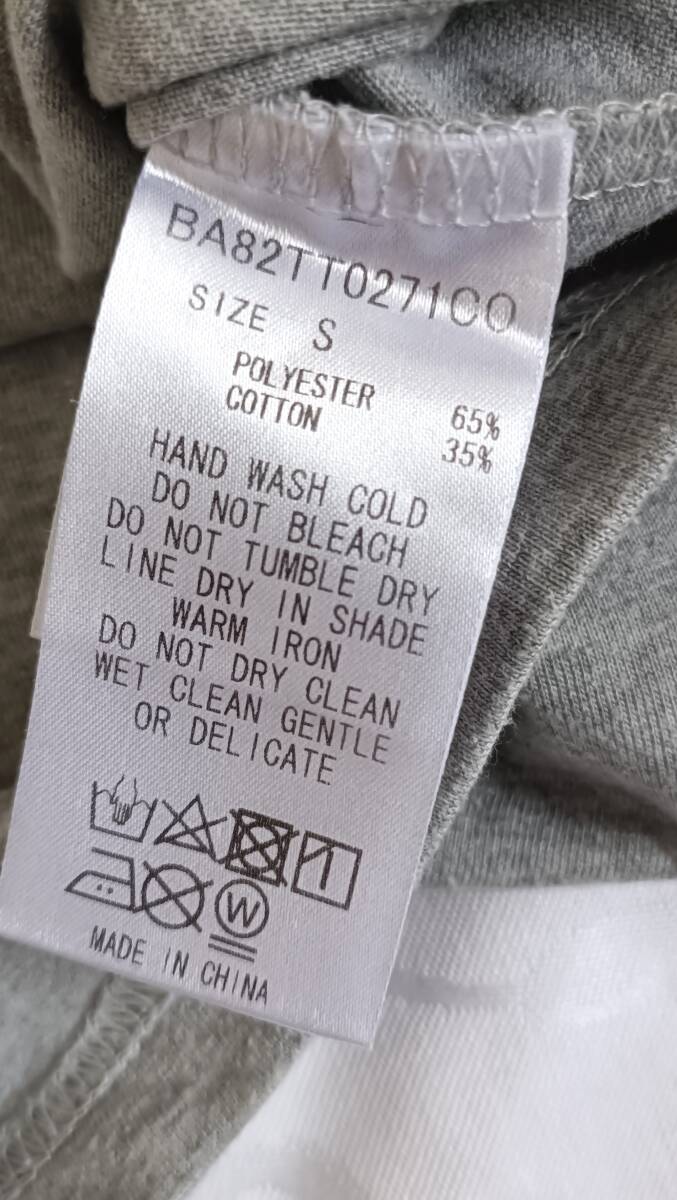 BA82TT0271CO
SIZE S
POLYESTER 65%
COTTON 35%
HAND WASH COLD
DO NOT BLEACH
DO NOT TUMBLE DRY
LINE DRY IN SHADE
WARM IRON
DO NOT DRY CLEAN
WET CLEAN GENTLE
OR DELICATE
W
MADE IN CHINA